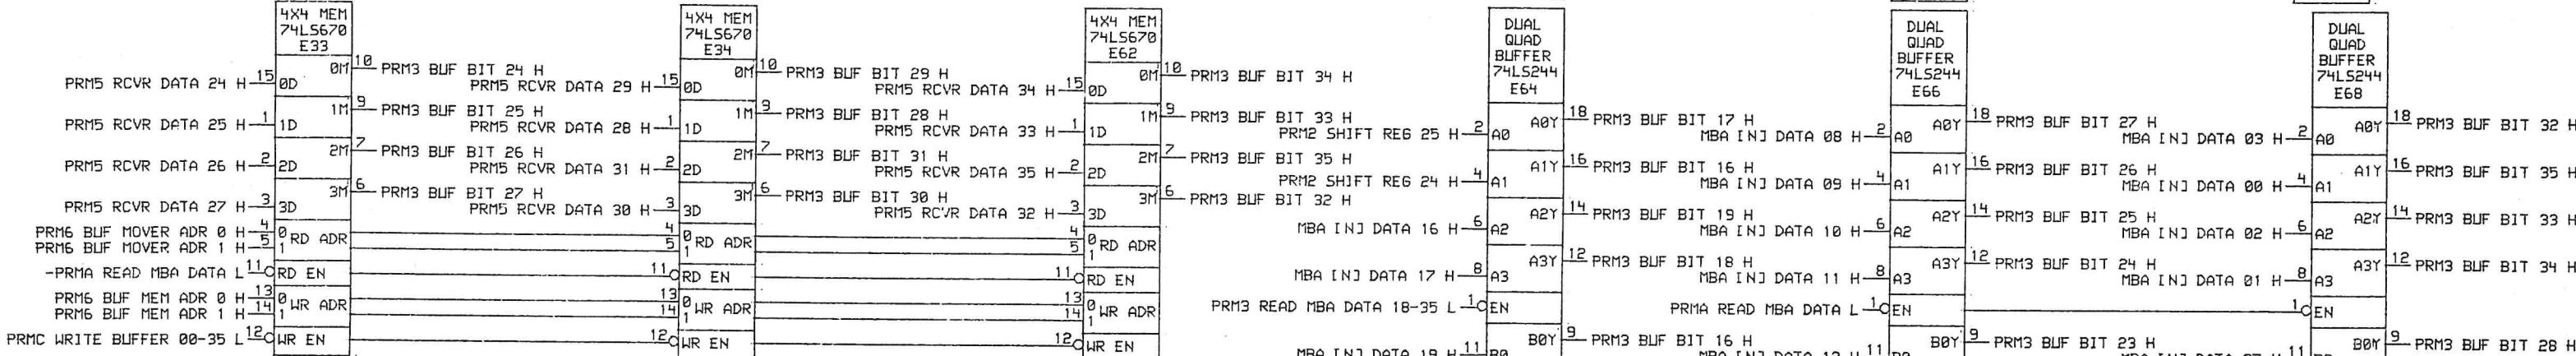 4X4 MEM
74LS670
E33
PRM5 RCVR DATA 24 H 15 0D 0M 10 PRM3 BUF BIT 24 H
PRM5 RCVR DATA 25 H 1 1D 1M 9 PRM3 BUF BIT 25 H
PRM5 RCVR DATA 26 H 2 2D 2M 7 PRM3 BUF BIT 26 H
PRM5 RCVR DATA 27 H 3 3D 3M 6 PRM3 BUF BIT 27 H
PRM6 BUF MOVER ADR 0 H 4 0 RD ADR
PRM6 BUF MOVER ADR 1 H 5 1
-PRMA READ MBA DATA L 11 RD EN
PRM6 BUF MEM ADR 0 H 13 0 WR ADR
PRM6 BUF MEM ADR 1 H 14 1
PRMC WRITE BUFFER 00-35 L 12 WR EN
4X4 MEM
74LS670
E34
PRM5 RCVR DATA 29 H 15 0D 0M 10 PRM3 BUF BIT 29 H
PRM5 RCVR DATA 28 H 1 1D 1M 9 PRM3 BUF BIT 28 H
PRM5 RCVR DATA 31 H 2 2D 2M 7 PRM3 BUF BIT 31 H
PRM5 RCVR DATA 30 H 3 3D 3M 6 PRM3 BUF BIT 30 H
4 0 RD ADR
5 1
11 RD EN
13 0 WR ADR
14 1
12 WR EN
4X4 MEM
74LS670
E62
PRM5 RCVR DATA 34 H 15 0D 0M 10 PRM3 BUF BIT 34 H
PRM5 RCVR DATA 33 H 1 1D 1M 9 PRM3 BUF BIT 33 H
PRM5 RCVR DATA 35 H 2 2D 2M 7 PRM3 BUF BIT 35 H
PRM5 RCVR DATA 32 H 3 3D 3M 6 PRM3 BUF BIT 32 H
4 0 RD ADR
5 1
11 RD EN
13 0 WR ADR
14 1
12 WR EN
DUAL
QUAD
BUFFER
74LS244
E64
PRM2 SHIFT REG 25 H 2 A0 A0Y 18 PRM3 BUF BIT 17 H
PRM2 SHIFT REG 24 H 4 A1 A1Y 16 PRM3 BUF BIT 16 H
MBA [N] DATA 16 H 6 A2 A2Y 14 PRM3 BUF BIT 19 H
MBA [N] DATA 17 H 8 A3 A3Y 12 PRM3 BUF BIT 18 H
PRM3 READ MBA DATA 18-35 L 1 EN
MBA [N] DATA 19 H 11 B0 B0Y 9 PRM3 BUF BIT 16 H
DUAL
QUAD
BUFFER
74LS244
E66
MBA [N] DATA 08 H 2 A0 A0Y 18 PRM3 BUF BIT 27 H
MBA [N] DATA 09 H 4 A1 A1Y 16 PRM3 BUF BIT 26 H
MBA [N] DATA 10 H 6 A2 A2Y 14 PRM3 BUF BIT 25 H
MBA [N] DATA 11 H 8 A3 A3Y 12 PRM3 BUF BIT 24 H
PRMA READ MBA DATA L 1 EN
MBA [N] DATA 12 H 11 B0 B0Y 9 PRM3 BUF BIT 23 H
DUAL
QUAD
BUFFER
74LS244
E68
MBA [N] DATA 03 H 2 A0 A0Y 18 PRM3 BUF BIT 32 H
MBA [N] DATA 00 H 4 A1 A1Y 16 PRM3 BUF BIT 35 H
MBA [N] DATA 02 H 6 A2 A2Y 14 PRM3 BUF BIT 33 H
MBA [N] DATA 01 H 8 A3 A3Y 12 PRM3 BUF BIT 34 H
1 EN
MBA [N] DATA 07 H 11 B0 B0Y 9 PRM3 BUF BIT 28 H